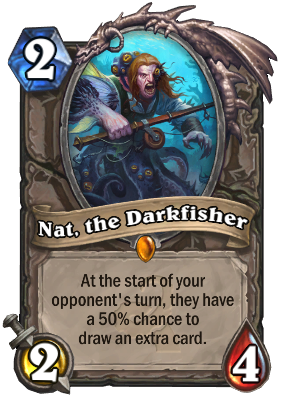 2
Nat, the Darkfisher
At the start of your
opponent's turn, they have
a 50% chance to
draw an extra card.
2
4